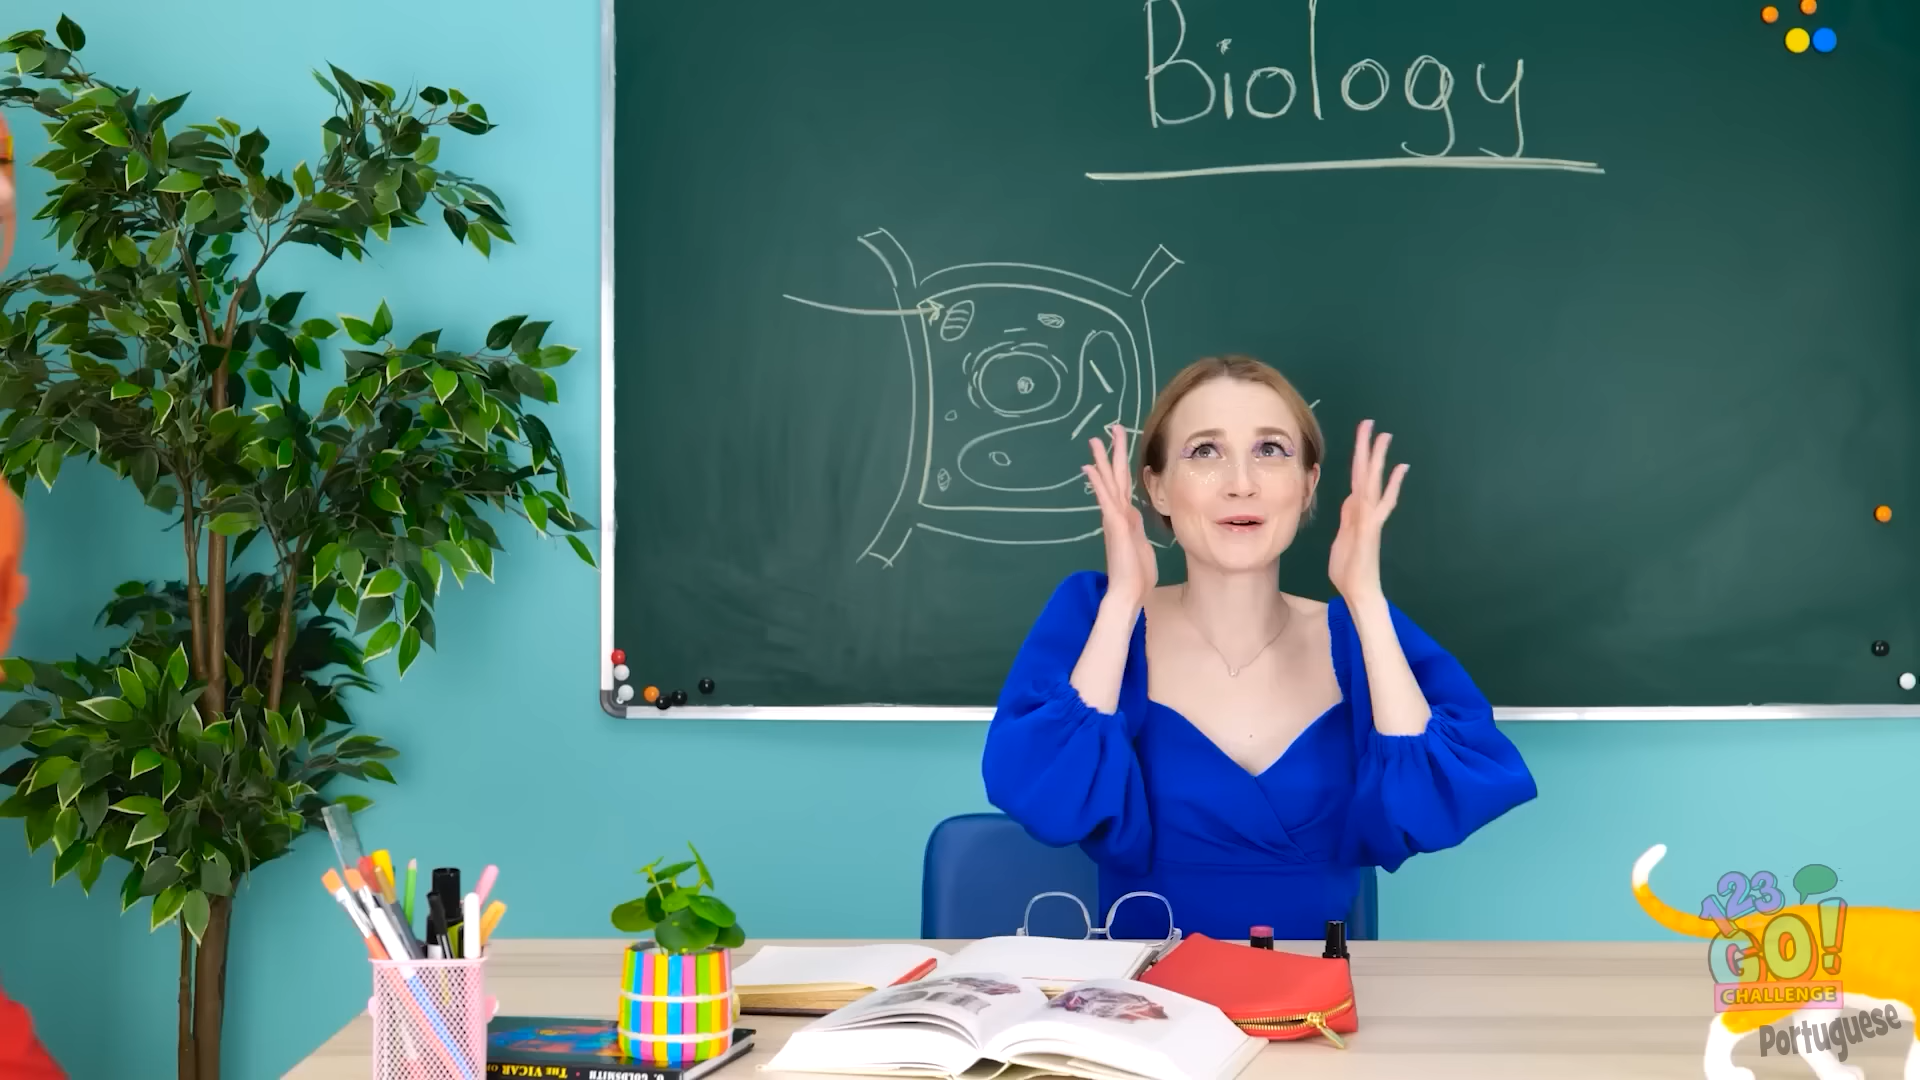 Biology
123
GO!
CHALLENGE
Portuguese
THE VICAR OF
O. GOLDSMITH